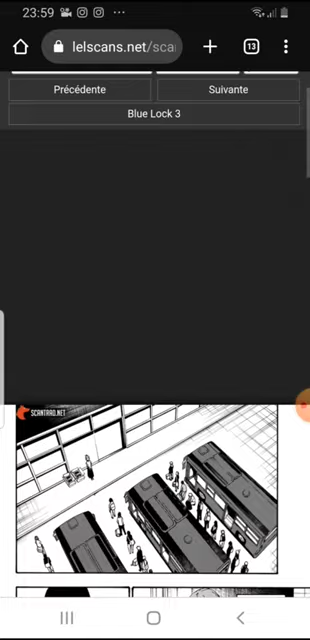 23:59
lelscans.net/sca
13
Précédente
Suivante
Blue Lock 3
SCANTRAD.NET